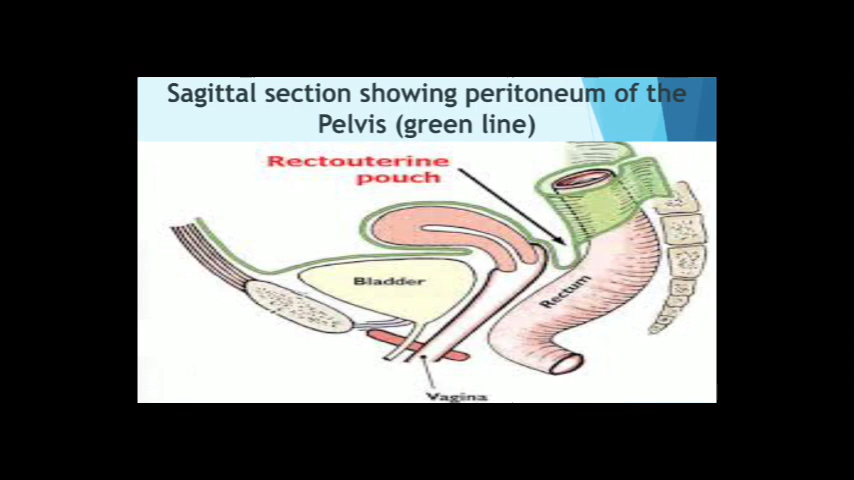 Sagittal section showing peritoneum of the
Pelvis (green line)
Rectouterine
pouch
Bladder
Rectum
Vagina